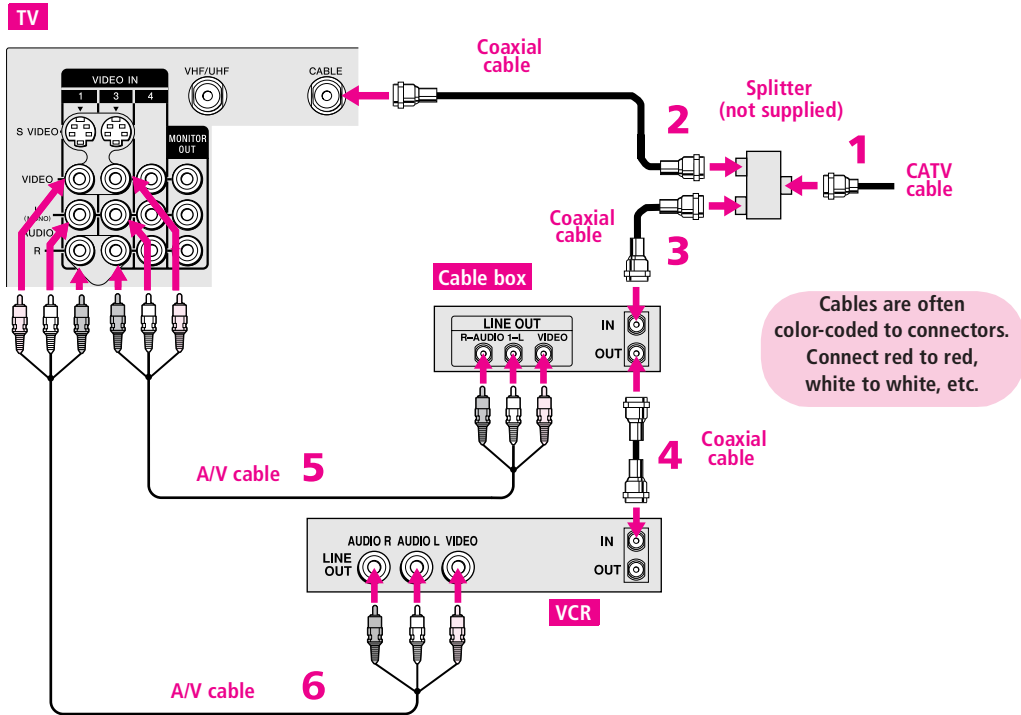 TV
VIDEO IN
1 3 4
VHF/UHF
CABLE
S VIDEO
MONITOR
OUT
VIDEO
(MONO)
AUDIO
R
Coaxial
cable
2
Splitter
(not supplied)
1
CATV
cable
Coaxial
cable
3
Cable box
LINE OUT
R–AUDIO 1–L VIDEO
IN
OUT
Cables are often
color-coded to connectors.
Connect red to red,
white to white, etc.
4
Coaxial
cable
A/V cable 5
AUDIO R AUDIO L VIDEO
LINE
OUT
IN
OUT
VCR
A/V cable 6